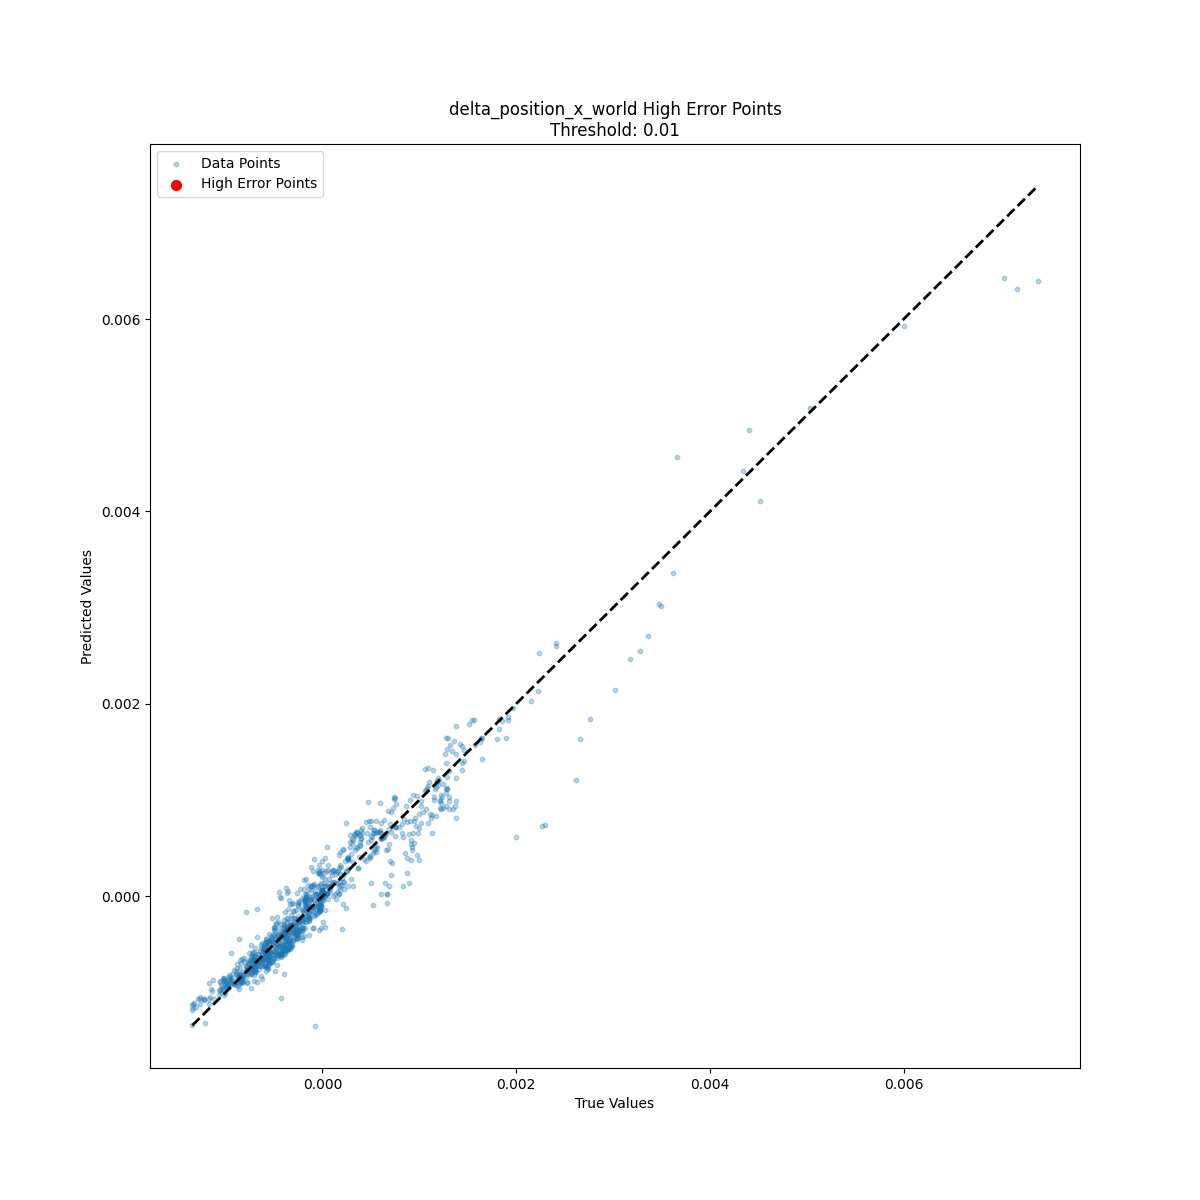 delta_position_x_world High Error Points
Threshold: 0.01
Data Points
High Error Points
Predicted Values
0.006
0.004
0.002
0.000
0.000 0.002 0.004 0.006
True Values